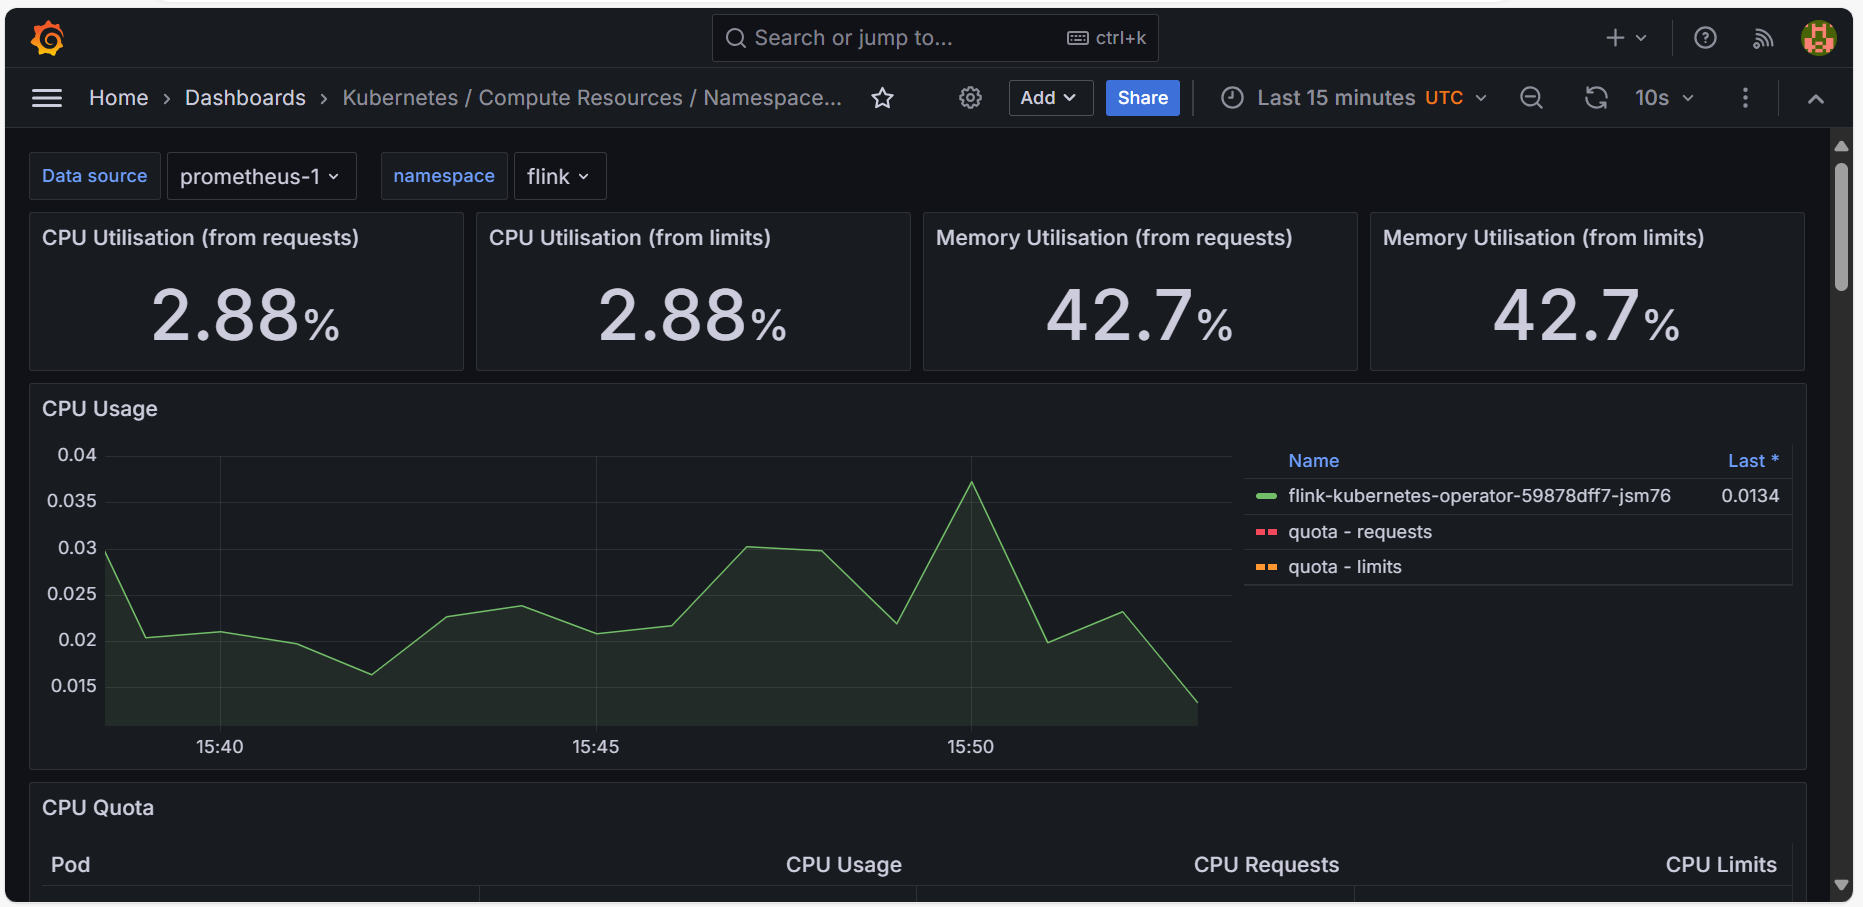 Search or jump to... ctrl+k
Home › Dashboards › Kubernetes / Compute Resources / Namespace... Add Share Last 15 minutes UTC 10s
Data source prometheus-1 namespace flink
CPU Utilisation (from requests)
2.88%
CPU Utilisation (from limits)
2.88%
Memory Utilisation (from requests)
42.7%
Memory Utilisation (from limits)
42.7%
CPU Usage
0.04
0.035
0.03
0.025
0.02
0.015
15:40 15:45 15:50
Name Last *
flink-kubernetes-operator-59878dff7-jsm76 0.0134
quota - requests
quota - limits
CPU Quota
Pod CPU Usage CPU Requests CPU Limits